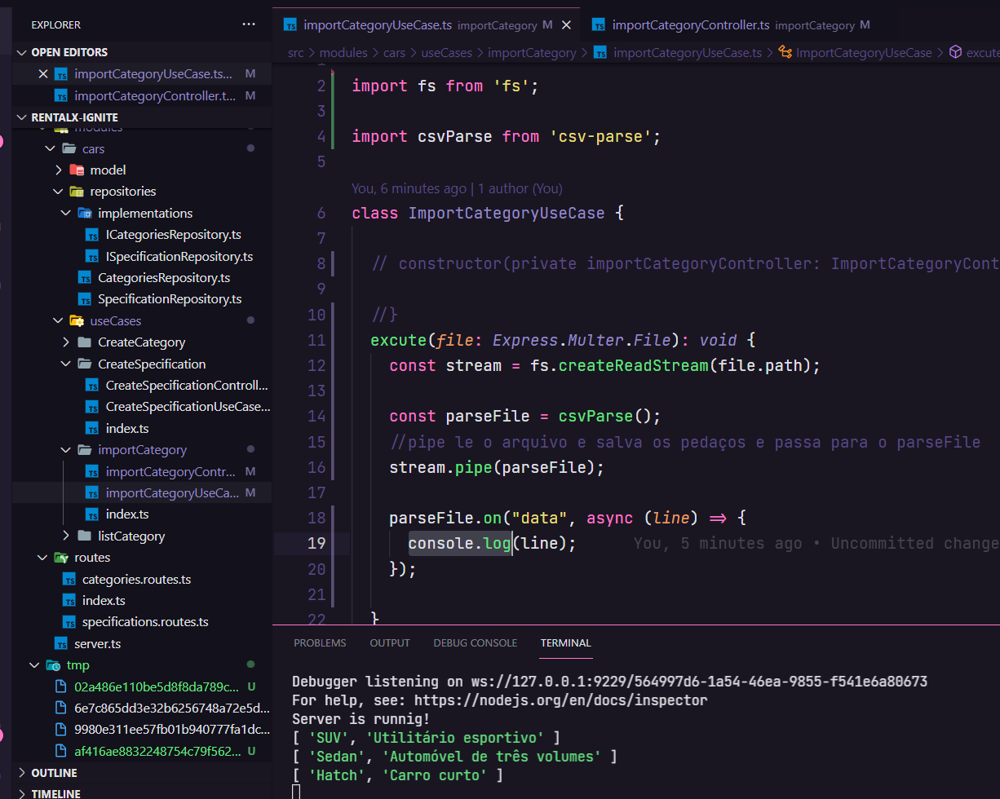 EXPLORER ...
OPEN EDITORS
importCategoryUseCase.ts... M
importCategoryController.t... M
RENTALX-IGNITE
modules
cars
model
repositories
implementations
ICategoriesRepository.ts
ISpecificationRepository.ts
CategoriesRepository.ts
SpecificationRepository.ts
useCases
CreateCategory
CreateSpecification
CreateSpecificationControll...
CreateSpecificationUseCase...
index.ts
importCategory
importCategoryContr... M
importCategoryUseCa... M
index.ts
listCategory
routes
categories.routes.ts
index.ts
specifications.routes.ts
server.ts
tmp
02a486e110be5d8f8da789c... U
6e7c865dd3e32b6256748a72e5d...
9980e311ee57fb01b940777fa1dc...
af416ae8832248754c79f562... U
OUTLINE
TIMELINE
importCategoryUseCase.ts importCategory M
importCategoryController.ts importCategory M
src > modules > cars > useCases > importCategory > importCategoryUseCase.ts > ImportCategoryUseCase > excute
2 import fs from 'fs';
3
4 import csvParse from 'csv-parse';
5
You, 6 minutes ago | 1 author (You)
6 class ImportCategoryUseCase {
7
8 // constructor(private importCategoryController: ImportCategoryCont
9
10 //}
11 excute(file: Express.Multer.File): void {
12 const stream = fs.createReadStream(file.path);
13
14 const parseFile = csvParse();
15 //pipe le o arquivo e salva os pedaços e passa para o parseFile
16 stream.pipe(parseFile);
17
18 parseFile.on("data", async (line) => {
19 console.log(line); You, 5 minutes ago • Uncommitted change
20 });
21
22 }
PROBLEMS OUTPUT DEBUG CONSOLE TERMINAL
Debugger listening on ws://127.0.0.1:9229/564997d6-1a54-46ea-9855-f541e6a80673
For help, see: https://nodejs.org/en/docs/inspector
Server is runnig!
[ 'SUV', 'Utilitário esportivo' ]
[ 'Sedan', 'Automóvel de três volumes' ]
[ 'Hatch', 'Carro curto' ]